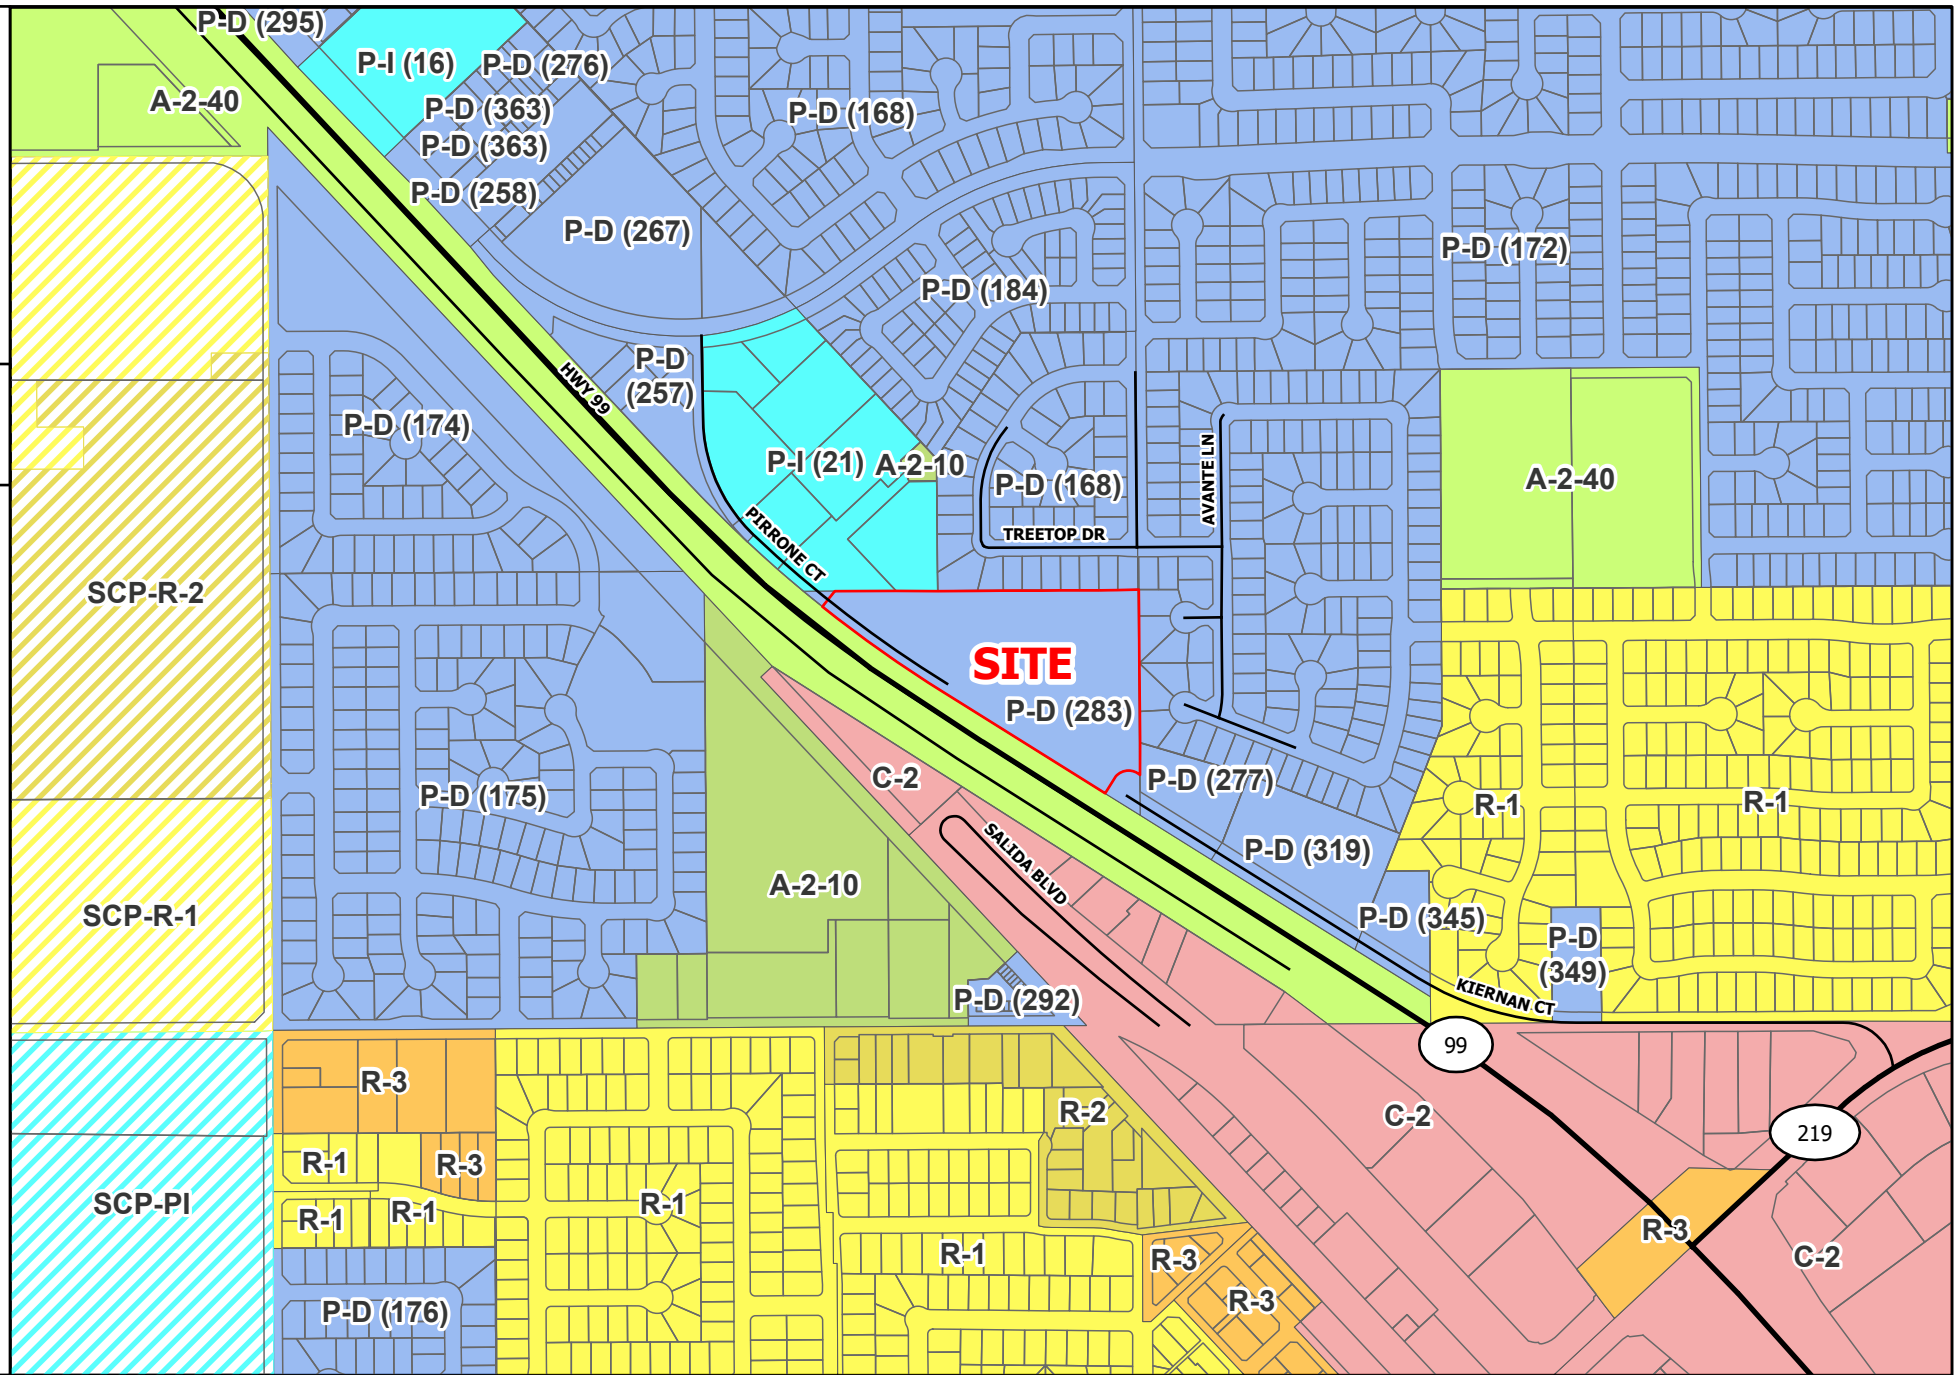 P-D (295)
P-I (16)
P-D (276)
A-2-40
P-D (363)
P-D (168)
P-D (363)
P-D (258)
P-D (267)
P-D (172)
P-D (184)
P-D
(257)
HWY 99
P-D (174)
P-I (21)
A-2-10
P-D (168)
AVANTE LN
A-2-40
TREETOP DR
PIRRONE CT
SCP-R-2
SITE
P-D (283)
C-2
P-D (277)
P-D (175)
R-1
R-1
SALIDA BLVD
P-D (319)
A-2-10
SCP-R-1
P-D (345)
P-D
(349)
P-D (292)
KIERNAN CT
99
R-3
R-2
C-2
219
R-1
R-3
SCP-PI
R-1
R-1
R-1
R-3
R-1
R-3
C-2
R-3
P-D (176)